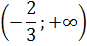 (-2/3; +∞)